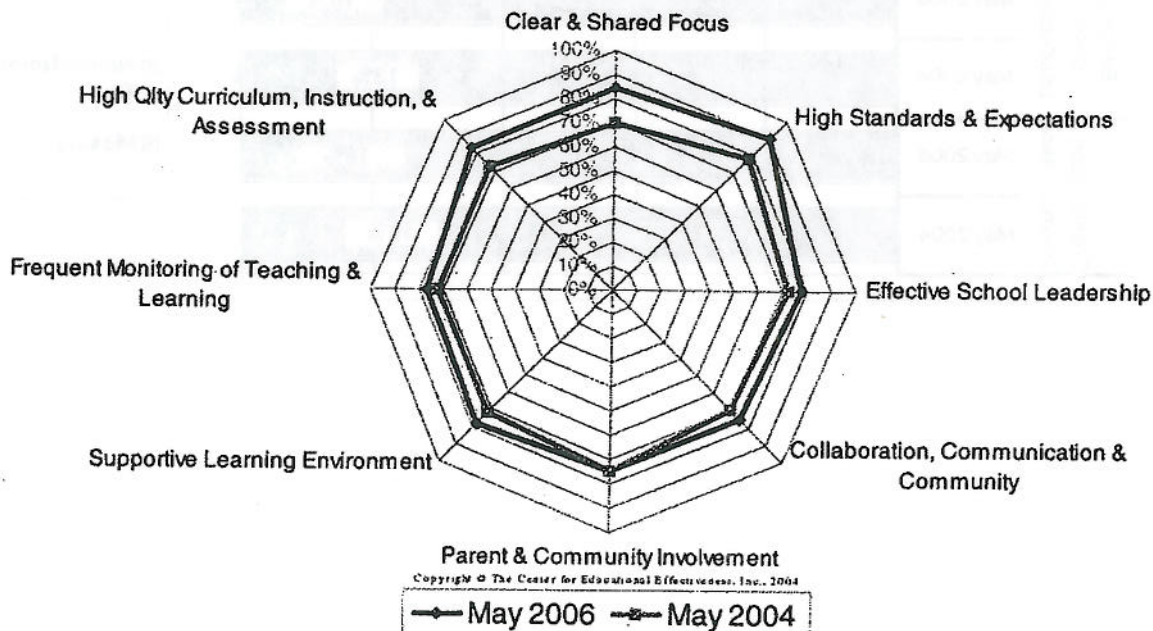 Clear & Shared Focus
100%
90%
80%
70%
60%
50%
40%
30%
20%
10%
0%
High Qlty Curriculum, Instruction, &
Assessment
High Standards & Expectations
Frequent Monitoring of Teaching &
Learning
Effective School Leadership
Supportive Learning Environment
Collaboration, Communication &
Community
Parent & Community Involvement
Copyright © The Center for Educational Effectiveness, Inc., 2004
May 2006 May 2004